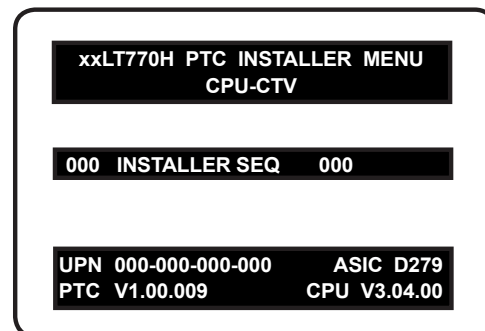 xxLT770H PTC INSTALLER MENU
CPU-CTV
000 INSTALLER SEQ 000
UPN 000-000-000-000 ASIC D279
PTC V1.00.009 CPU V3.04.00